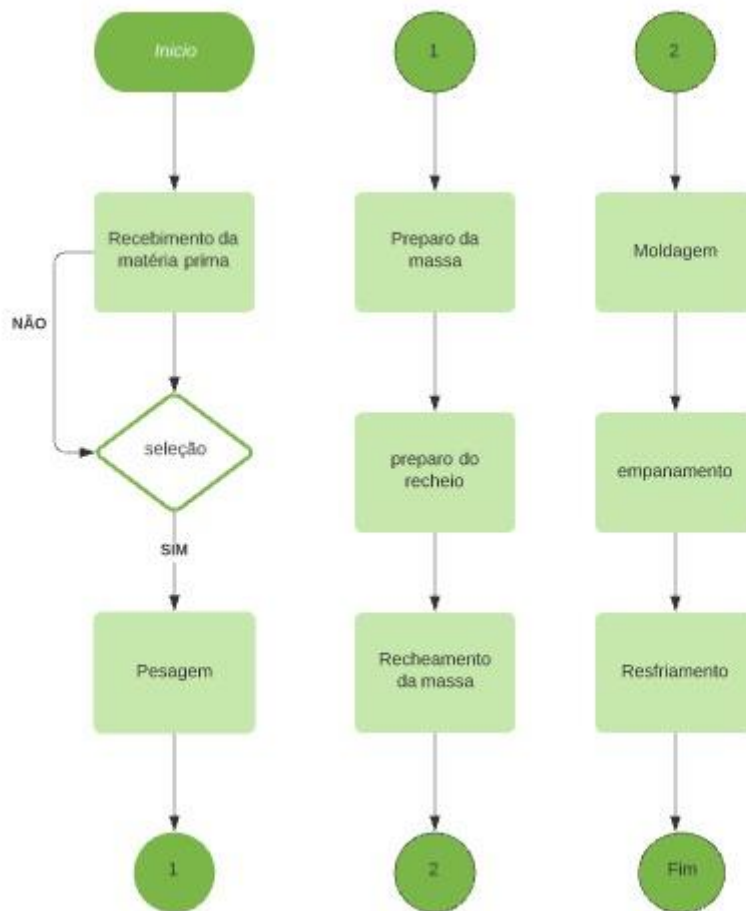 Inicio
Recebimento da
matéria prima
NÃO
seleção
SIM
Pesagem
1
1
Preparo da
massa
preparo do
recheio
Recheamento
da massa
2
2
Moldagem
empanamento
Resfriamento
Fim